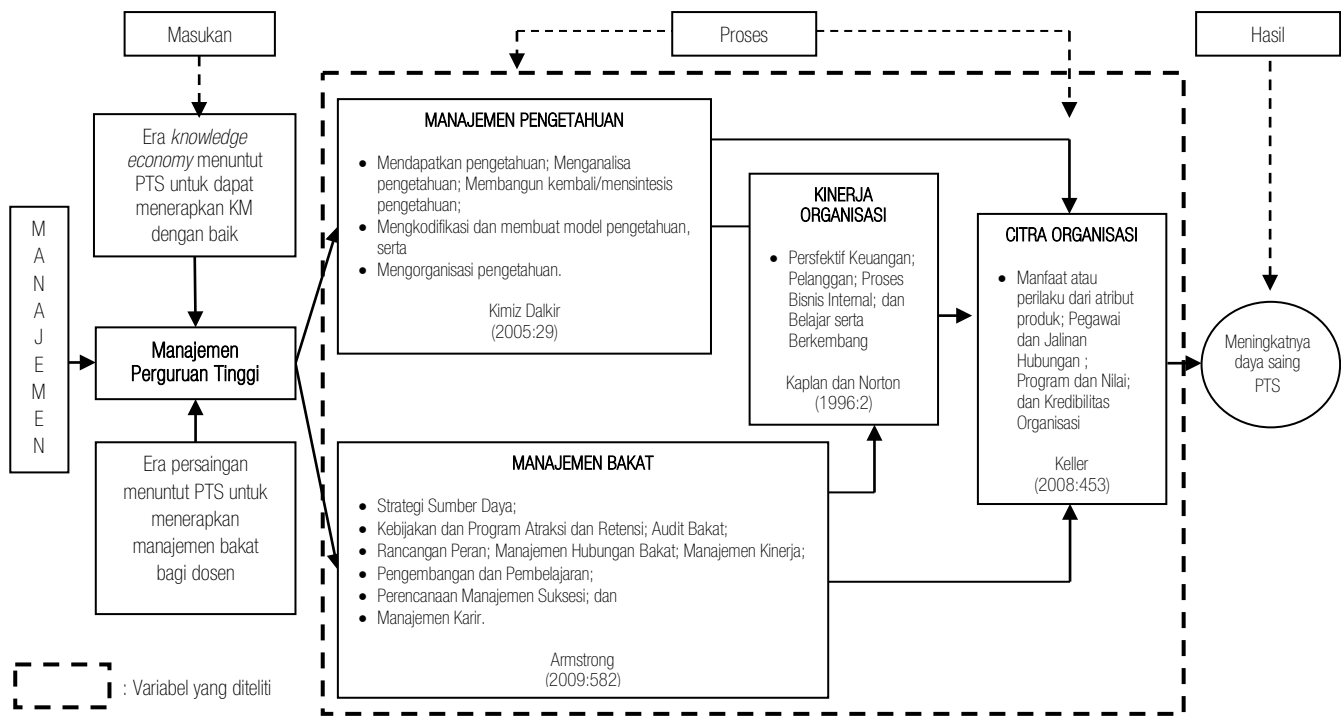 Masukan
Proses
Hasil
M
A
N
A
J
E
M
E
N
Era knowledge
economy menuntut
PTS untuk dapat
menerapkan KM
dengan baik
Manajemen
Perguruan Tinggi
Era persaingan
menuntut PTS untuk
menerapkan
manajemen bakat
bagi dosen
MANAJEMEN PENGETAHUAN
• Mendapatkan pengetahuan; Menganalisa
pengetahuan; Membangun kembali/mensintesis
pengetahuan;
• Mengkodifikasi dan membuat model pengetahuan,
serta
• Mengorganisasi pengetahuan.
Kimiz Dalkir
(2005:29)
MANAJEMEN BAKAT
• Strategi Sumber Daya;
• Kebijakan dan Program Atraksi dan Retensi; Audit Bakat;
• Rancangan Peran; Manajemen Hubungan Bakat; Manajemen Kinerja;
• Pengembangan dan Pembelajaran;
• Perencanaan Manajemen Suksesi; dan
• Manajemen Karir.
Armstrong
(2009:582)
KINERJA
ORGANISASI
• Persfektif Keuangan;
Pelanggan; Proses
Bisnis Internal; dan
Belajar serta
Berkembang
Kaplan dan Norton
(1996:2)
CITRA ORGANISASI
• Manfaat atau
perilaku dari atribut
produk; Pegawai
dan Jalinan
Hubungan ;
Program dan Nilai;
dan Kredibilitas
Organisasi
Keller
(2008:453)
Meningkatnya
daya saing
PTS
: Variabel yang diteliti